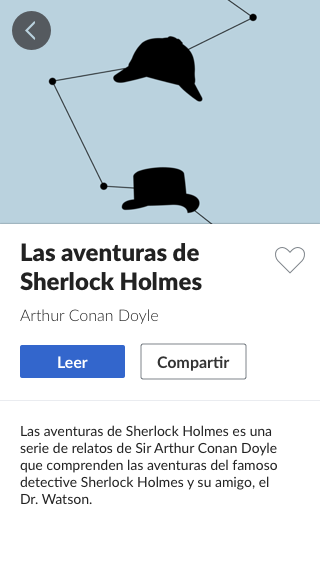 Las aventuras de
Sherlock Holmes
Arthur Conan Doyle
Leer
Compartir
Las aventuras de Sherlock Holmes es una
serie de relatos de Sir Arthur Conan Doyle
que comprenden las aventuras del famoso
detective Sherlock Holmes y su amigo, el
Dr. Watson.